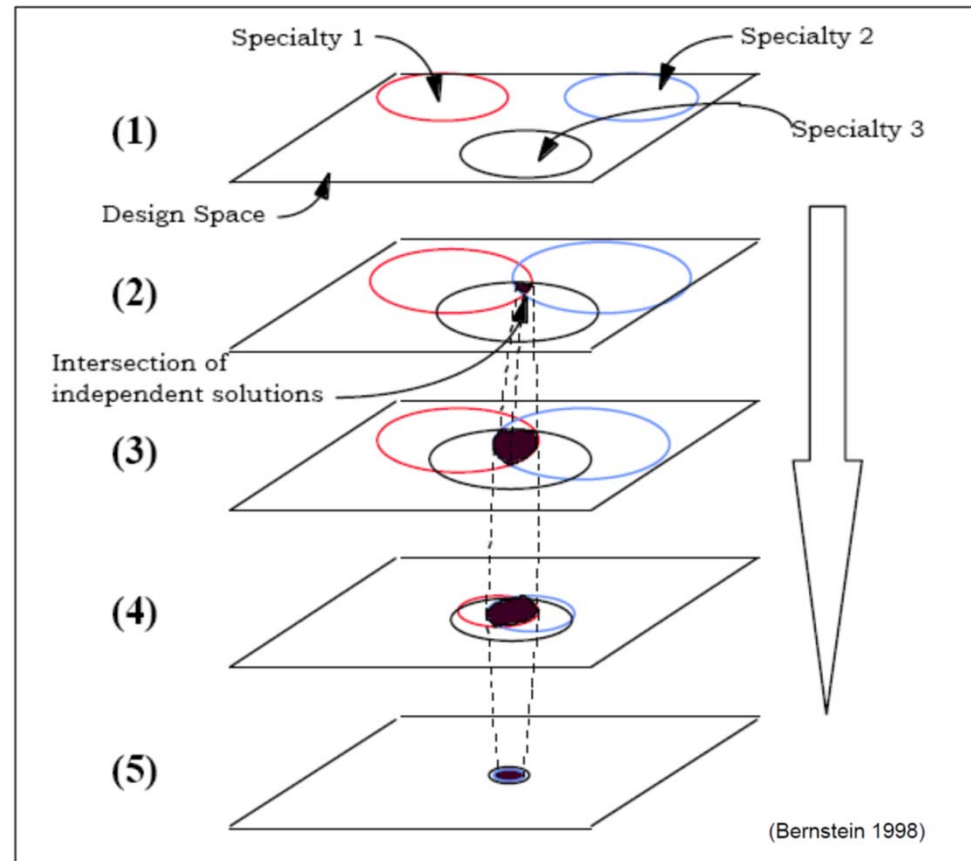 Specialty 1
Specialty 2
(1)
Specialty 3
Design Space
(2)
Intersection of
independent solutions
(3)
(4)
(5)
(Bernstein 1998)